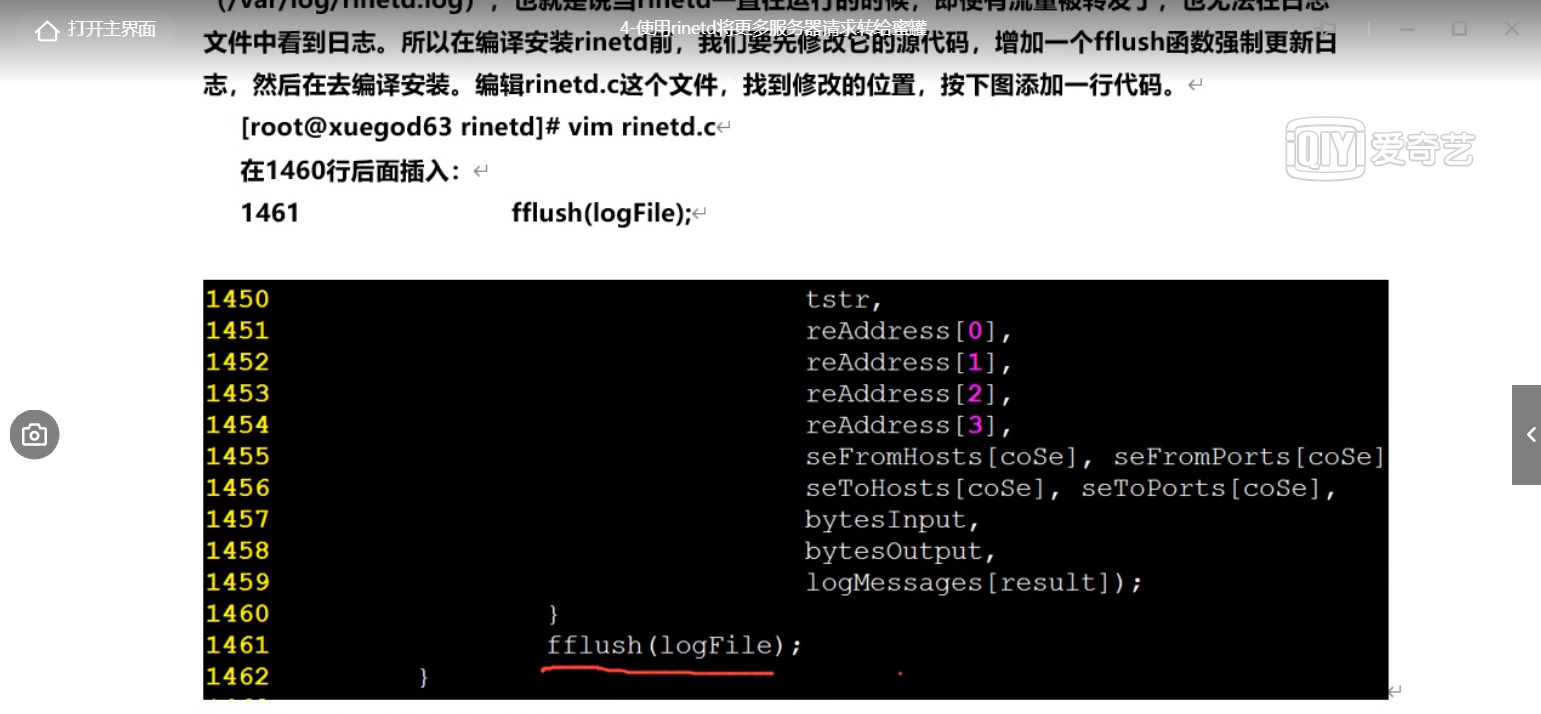 （/var/log/rinetd.log），也就是说当rinetd一直在运行的时候，即使有流量被转发了，也无法在日志
打开主界面
4-使用rinetd将更多服务器请求转给蜜罐
文件中看到日志。所以在编译安装rinetd前，我们要先修改它的源代码，增加一个fflush函数强制更新日
志，然后在去编译安装。编辑rinetd.c这个文件，找到修改的位置，按下图添加一行代码。
[root@xuegod63 rinetd]# vim rinetd.c
QIY 爱奇艺
在1460行后面插入：
1461 fflush(logFile);
1450 tstr,
1451 reAddress[0],
1452 reAddress[1],
1453 reAddress[2],
1454 reAddress[3],
1455 seFromHosts[coSe], seFromPorts[coSe]
1456 seToHosts[coSe], seToPorts[coSe],
1457 bytesInput,
1458 bytesOutput,
1459 logMessages[result]);
1460 }
1461 fflush(logFile);
1462 }